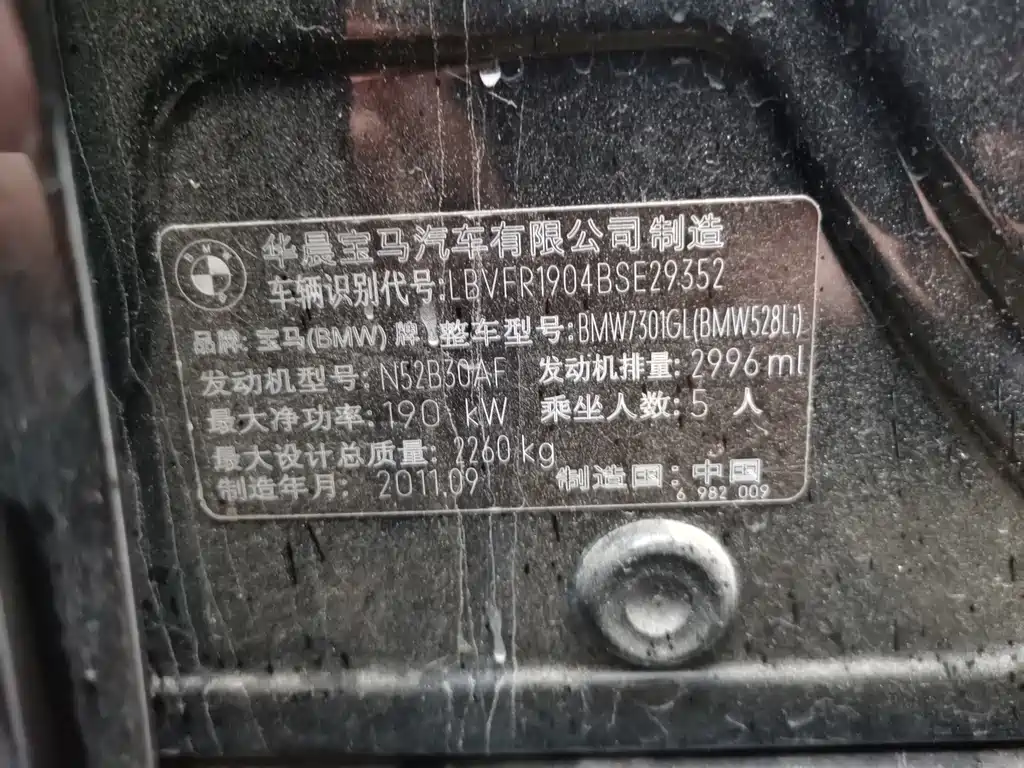 BMW
华晨宝马汽车有限公司制造
车辆识别代号:LBVFR1904BSE29352
品牌: 宝马(BMW) 牌 整车型号:BMW7301GL(BMW528Li)
发动机型号: N52B30AF 发动机排量: 2996 ml
最大净功率: 190 kW 乘坐人数: 5 人
最大设计总质量: 2260 kg
制造年月: 2011.09 制造国: 中国
6 982 009